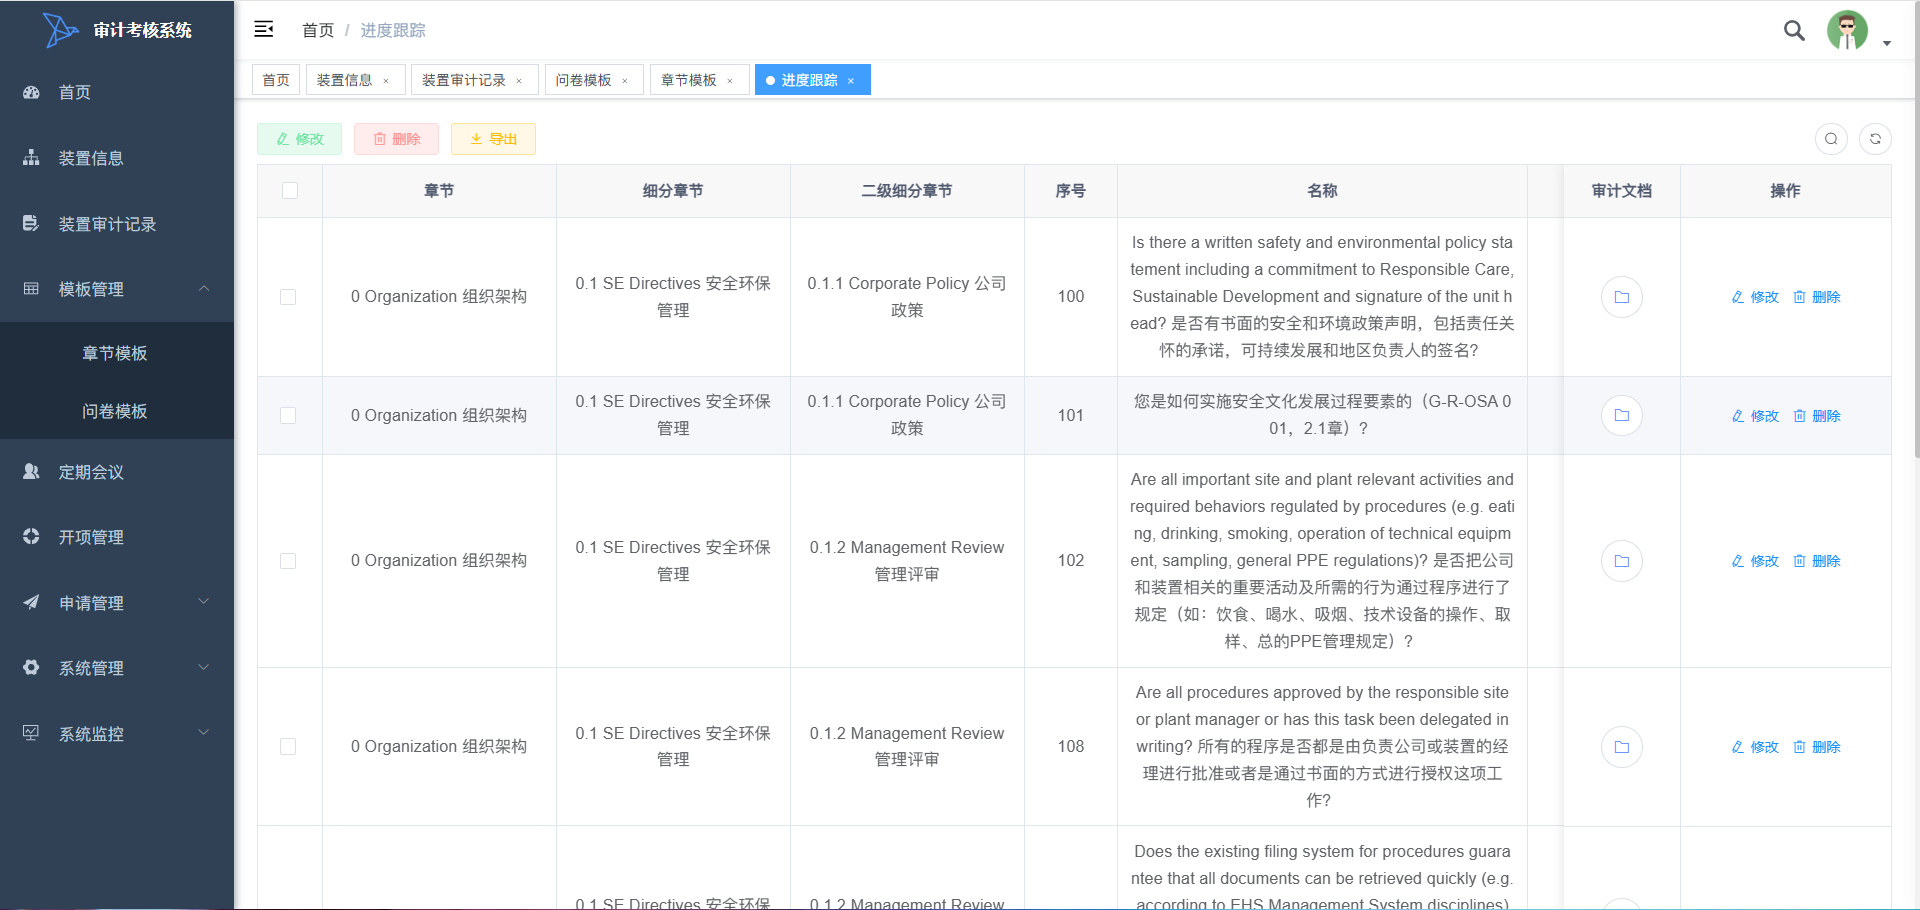 审计考核系统
首页
装置信息
装置审计记录
模板管理
章节模板
问卷模板
定期会议
开项管理
申请管理
系统管理
系统监控
首页 / 进度跟踪
首页
装置信息 ×
装置审计记录 ×
问卷模板 ×
章节模板 ×
进度跟踪 ×
修改
删除
导出
章节
细分章节
二级细分章节
序号
名称
审计文档
操作
0 Organization 组织架构
0.1 SE Directives 安全环保
管理
0.1.1 Corporate Policy 公司
政策
100
Is there a written safety and environmental policy sta
tement including a commitment to Responsible Care,
Sustainable Development and signature of the unit h
ead? 是否有书面的安全和环境政策声明，包括责任关
怀的承诺，可持续发展和地区负责人的签名?
修改 删除
0 Organization 组织架构
0.1 SE Directives 安全环保
管理
0.1.1 Corporate Policy 公司
政策
101
您是如何实施安全文化发展过程要素的（G-R-OSA 0
01，2.1章）?
修改 删除
0 Organization 组织架构
0.1 SE Directives 安全环保
管理
0.1.2 Management Review
管理评审
102
Are all important site and plant relevant activities and
required behaviors regulated by procedures (e.g. eati
ng, drinking, smoking, operation of technical equipm
ent, sampling, general PPE regulations)? 是否把公司
和装置相关的重要活动及所需的行为通过程序进行了
规定（如：饮食、喝水、吸烟、技术设备的操作、取
样、总的PPE管理规定）?
修改 删除
0 Organization 组织架构
0.1 SE Directives 安全环保
管理
0.1.2 Management Review
管理评审
108
Are all procedures approved by the responsible site
or plant manager or has this task been delegated in
writing? 所有的程序是否都是由负责公司或装置的经
理进行批准或者是通过书面的方式进行授权这项工
作?
修改 删除
0.1 SE Directives 安全环保
0.1.2 Management Review
Does the existing filing system for procedures guara
ntee that all documents can be retrieved quickly (e.g.
according to EHS Management System disciplines)